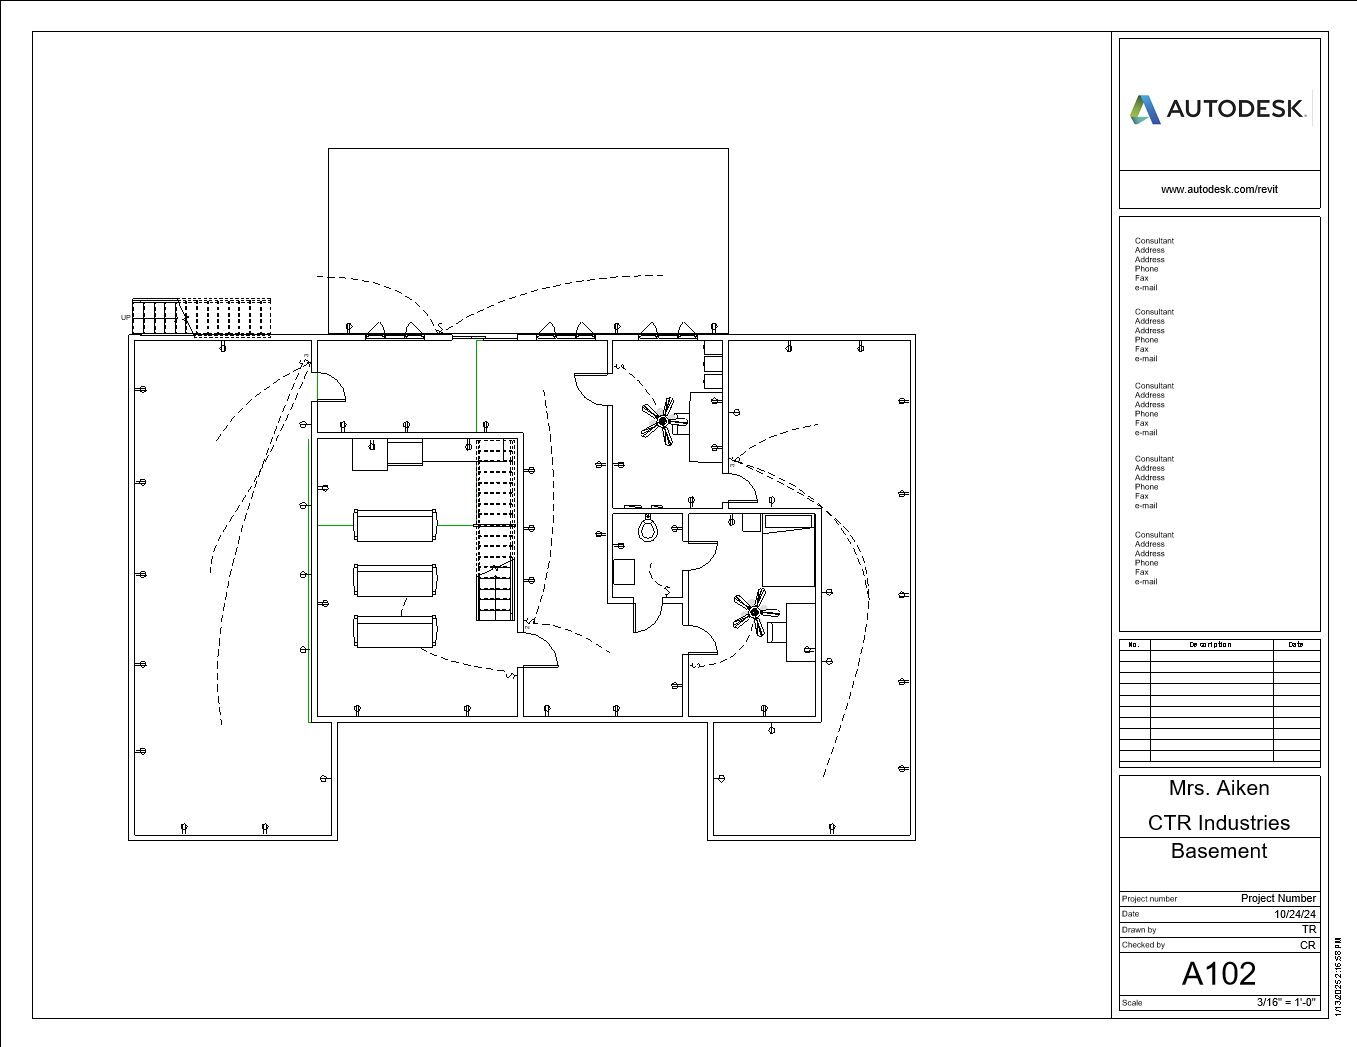 AUTODESK.
www.autodesk.com/revit
Consultant
Address
Address
Phone
Fax
e-mail
Consultant
Address
Address
Phone
Fax
e-mail
Consultant
Address
Address
Phone
Fax
e-mail
Consultant
Address
Address
Phone
Fax
e-mail
Consultant
Address
Address
Phone
Fax
e-mail
No. Description Date
Mrs. Aiken
CTR Industries
Basement
Project number Project Number
Date 10/24/24
Drawn by TR
Checked by CR
A102
Scale 3/16" = 1'-0"
1/13/2025 2:16:58 PM
UP
3
3